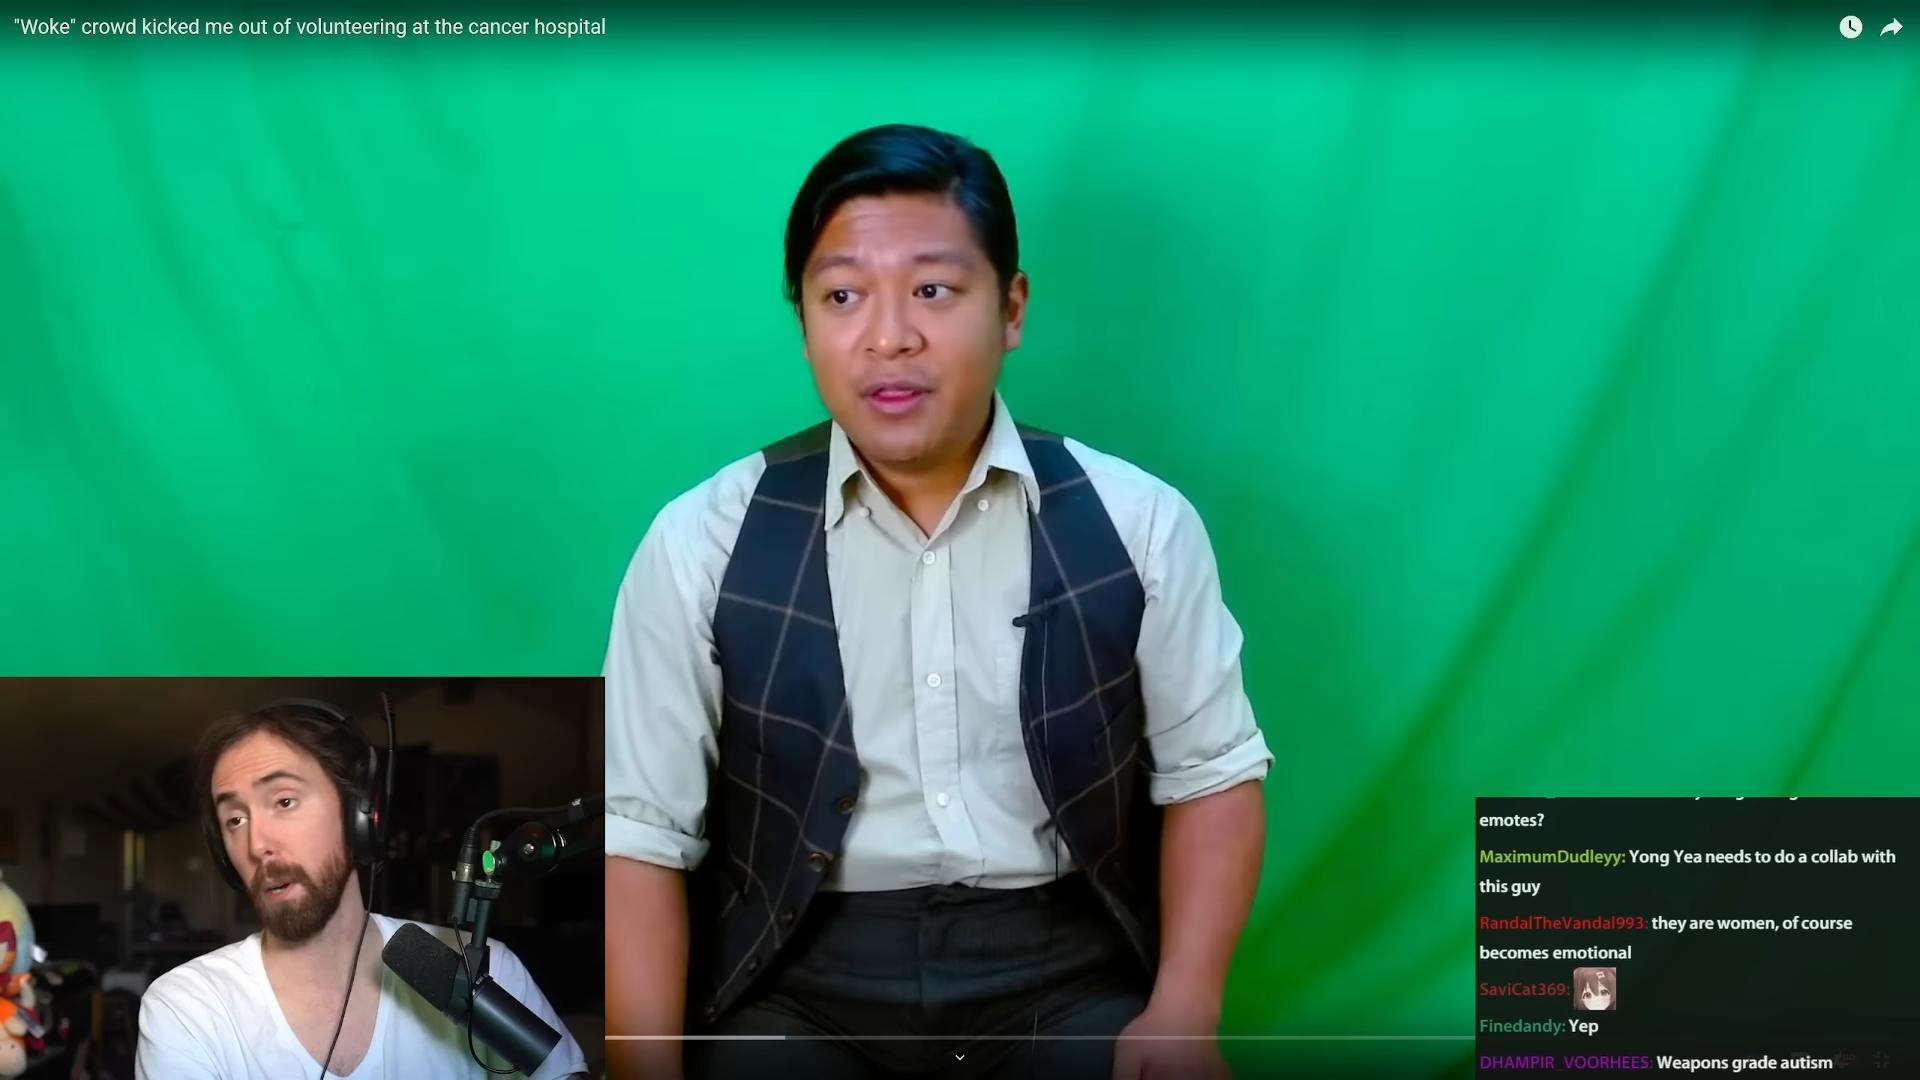 "Woke" crowd kicked me out of volunteering at the cancer hospital
emotes?
MaximumDudleyy: Yong Yea needs to do a collab with
this guy
RandalTheVandal993: they are women, of course
becomes emotional
SaviCat369:
Finedandy: Yep
DHAMPIR_VOORHEES: Weapons grade autism